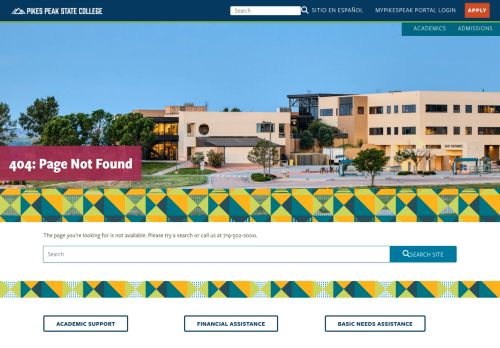 PIKES PEAK STATE COLLEGE
Search
SITIO EN ESPAÑOL
MYPIKESPEAK PORTAL LOGIN
APPLY
ACADEMICS
ADMISSIONS
404: Page Not Found
The page you're looking for is not available. Please try a search or call us at 719-502-2000.
Search
SEARCH SITE
ACADEMIC SUPPORT
FINANCIAL ASSISTANCE
BASIC NEEDS ASSISTANCE